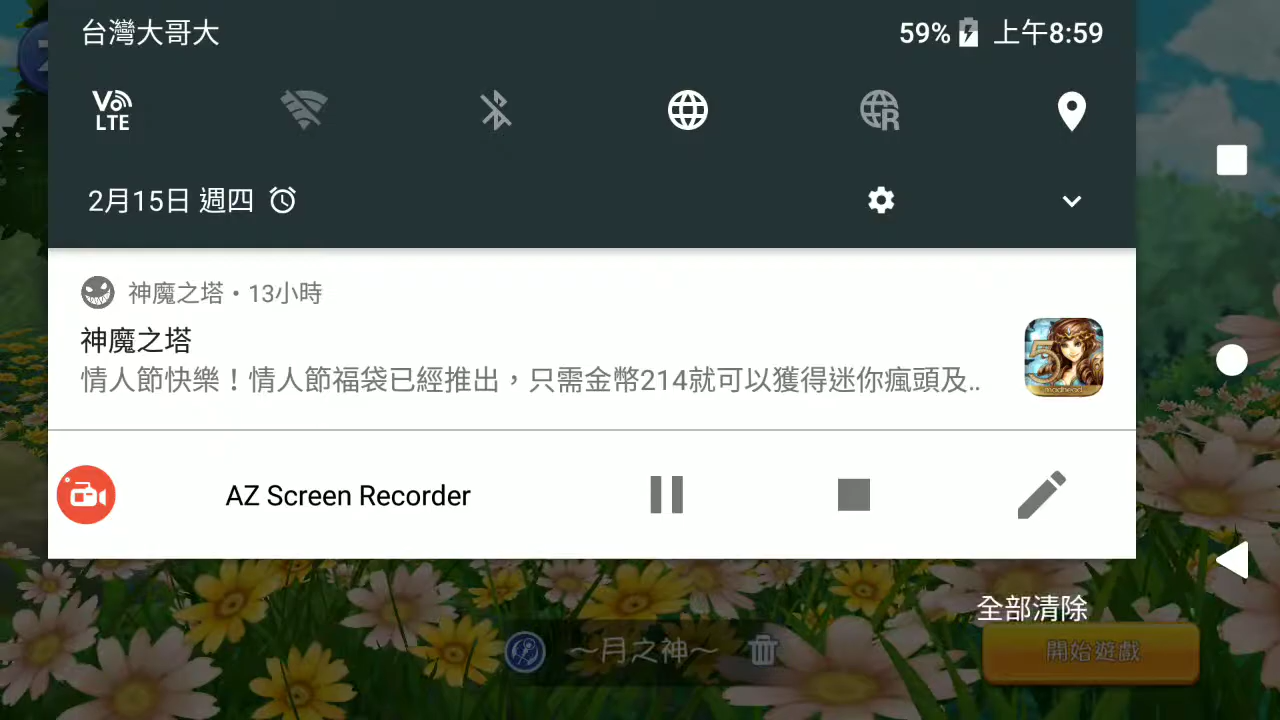 台灣大哥大
59%
上午8:59
VoLTE
R
2月15日 週四
神魔之塔 • 13小時
神魔之塔
情人節快樂！情人節福袋已經推出，只需金幣214就可以獲得迷你瘋頭及..
5
madhead
AZ Screen Recorder
全部清除
～月之神～
開始遊戲